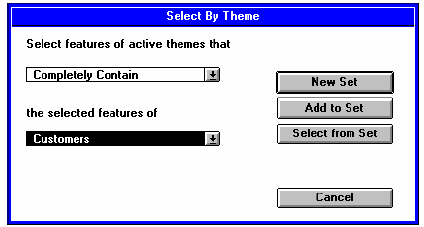 Select By Theme
Select features of active themes that
Completely Contain
New Set
Add to Set
the selected features of
Select from Set
Customers
Cancel